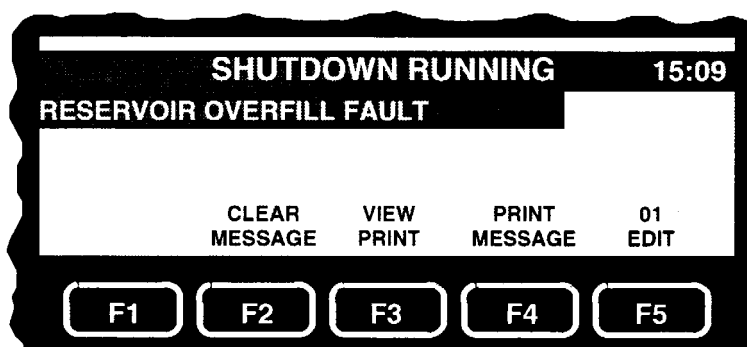 SHUTDOWN RUNNING 15:09
RESERVOIR OVERFILL FAULT
CLEAR VIEW PRINT 01
MESSAGE PRINT MESSAGE EDIT
F1 F2 F3 F4 F5